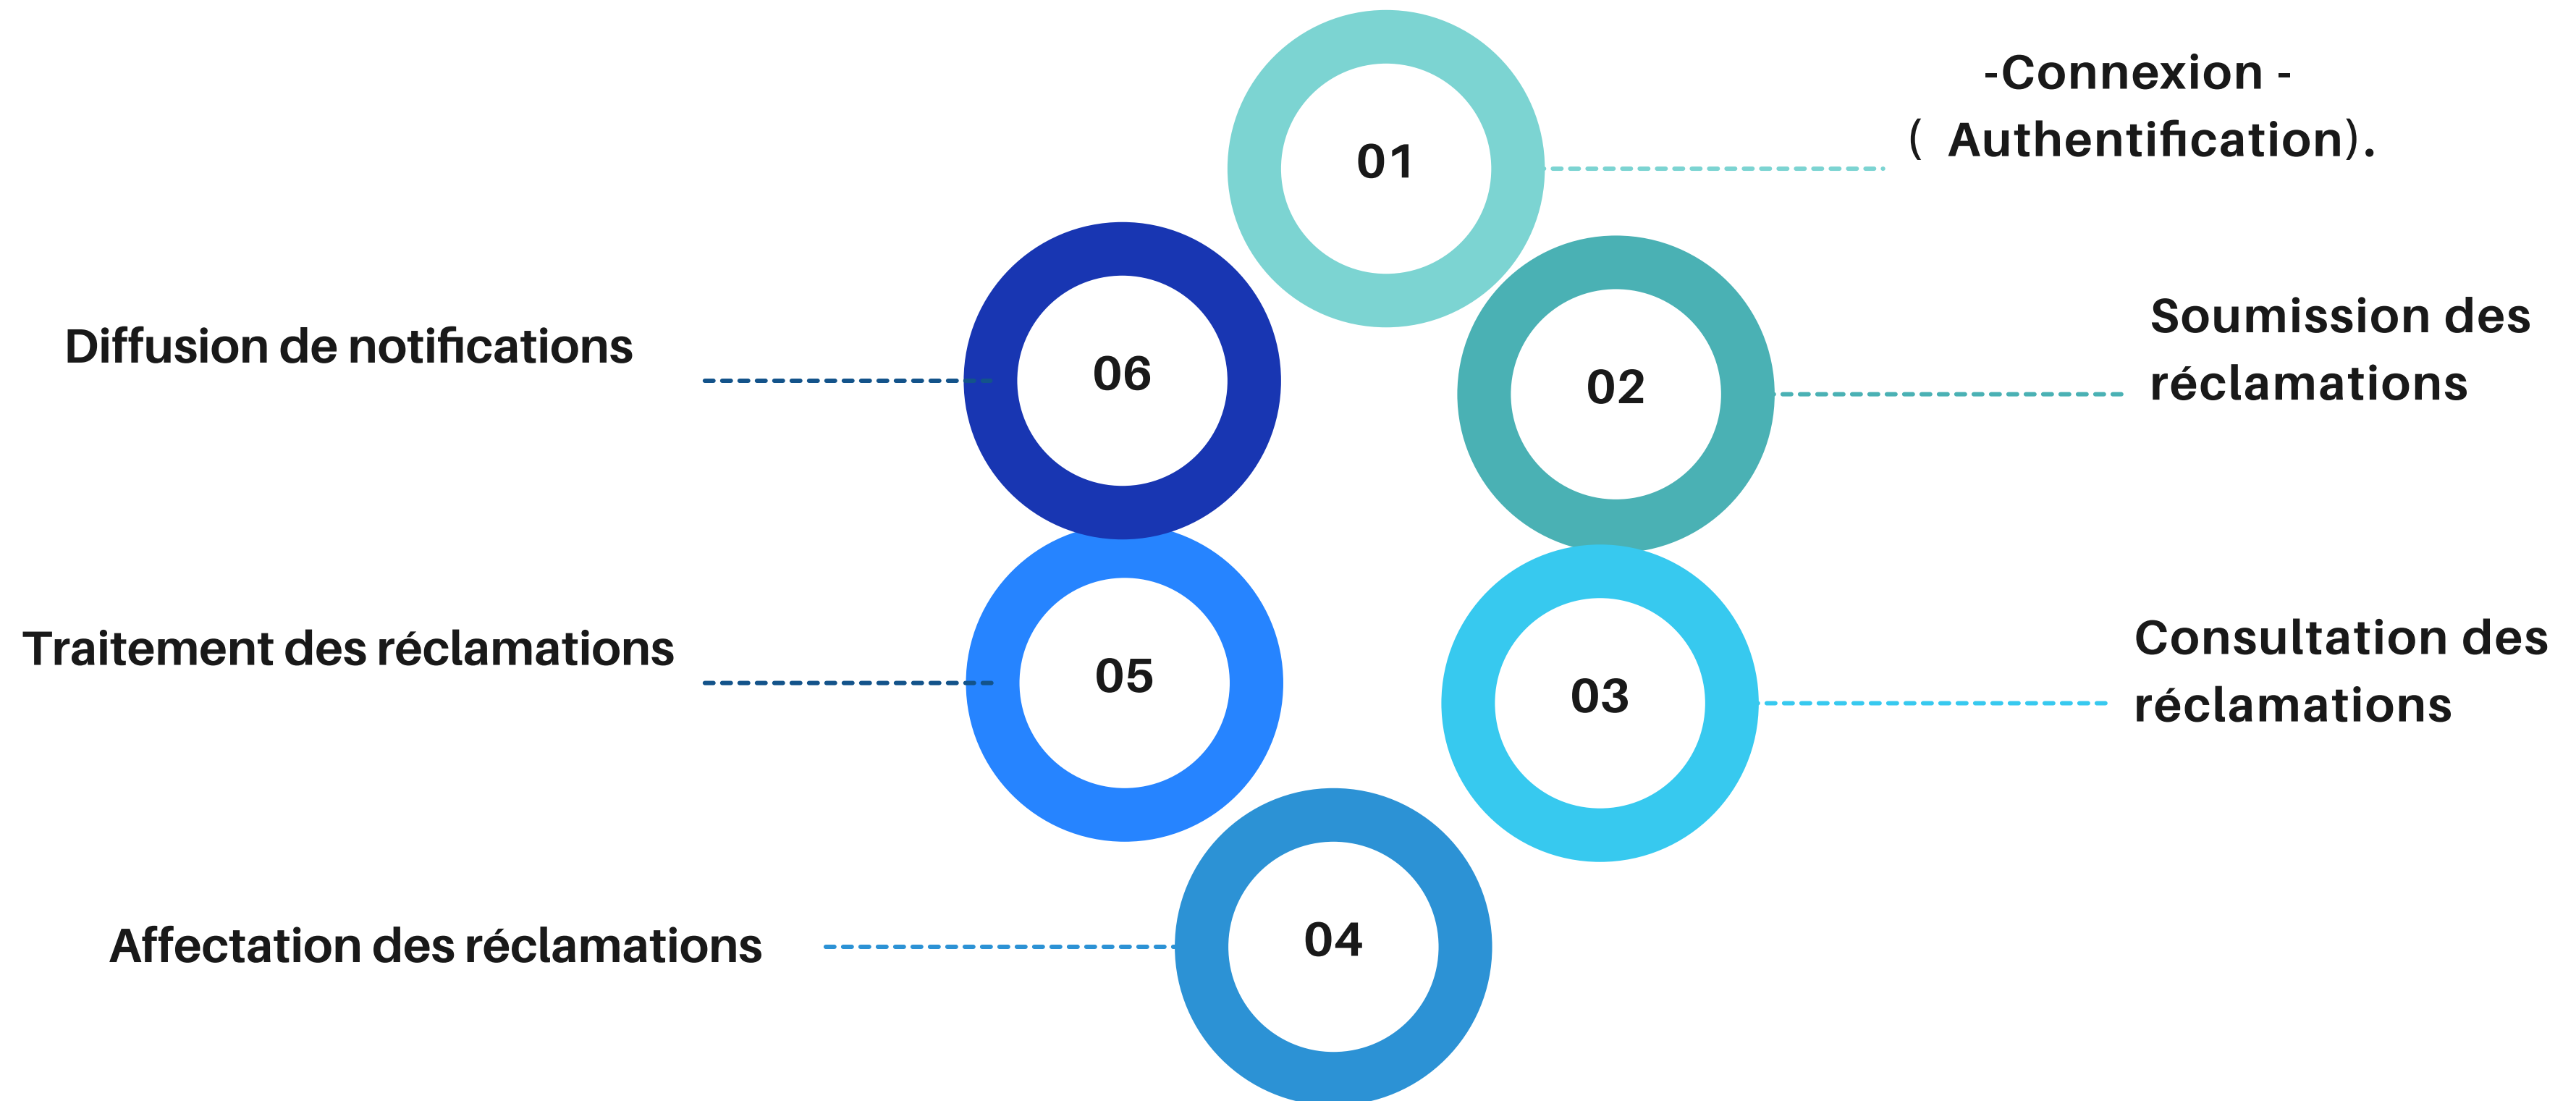 01
-Connexion -
( Authentification).
02
Soumission des
réclamations
03
Consultation des
réclamations
04
Affectation des réclamations
05
Traitement des réclamations
06
Diffusion de notifications